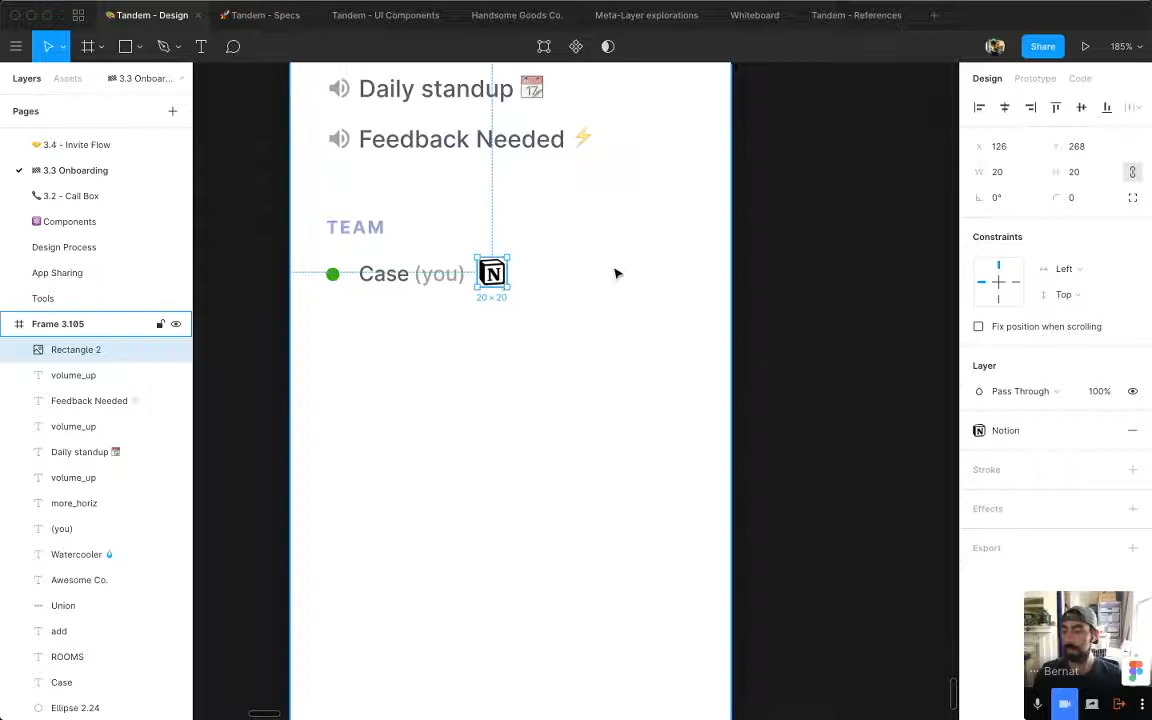 Tandem - Design
Tandem - Specs
Tandem - UI Components
Handsome Goods Co.
Meta-Layer explorations
Whiteboard
Tandem - References
Share
185%
Layers
Assets
3.3 Onboar...
Design
Prototype
Code
Pages
3.4 - Invite Flow
3.3 Onboarding
3.2 - Call Box
Components
Design Process
App Sharing
Tools
Frame 3.105
Rectangle 2
volume_up
Feedback Needed
volume_up
Daily standup 📆
volume_up
more_horiz
(you)
Watercooler 💧
Awesome Co.
Union
add
ROOMS
Case
Ellipse 2.24
Daily standup 📆
Feedback Needed ⚡
TEAM
Case (you)
N
20 × 20
X 126
Y 268
W 20
H 20
0°
0
Constraints
Left
Top
Fix position when scrolling
Layer
Pass Through
100%
Notion
Stroke
Effects
Export
Bernat